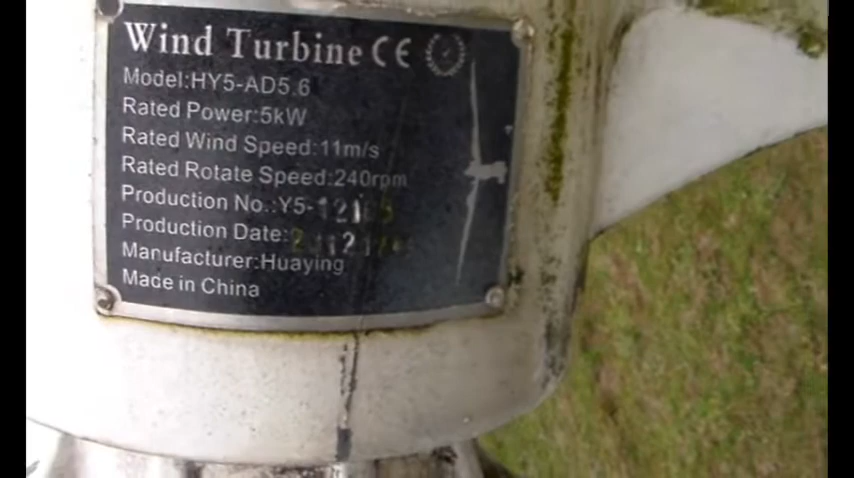 Wind Turbine CE
Model:HY5-AD5.6
Rated Power:5kW
Rated Wind Speed:11m/s
Rated Rotate Speed:240rpm
Production No.:Y5-
Production Date:
Manufacturer:Huaying
Made in China